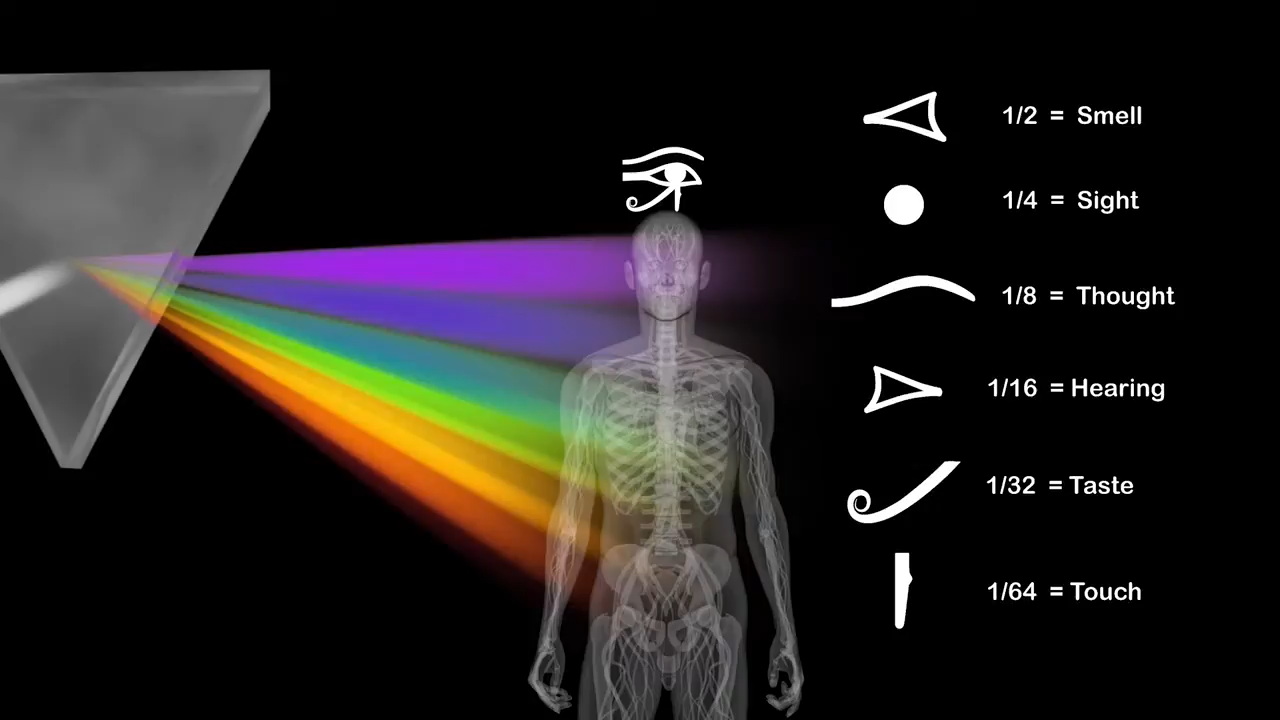 1/2 = Smell
1/4 = Sight
1/8 = Thought
1/16 = Hearing
1/32 = Taste
1/64 = Touch